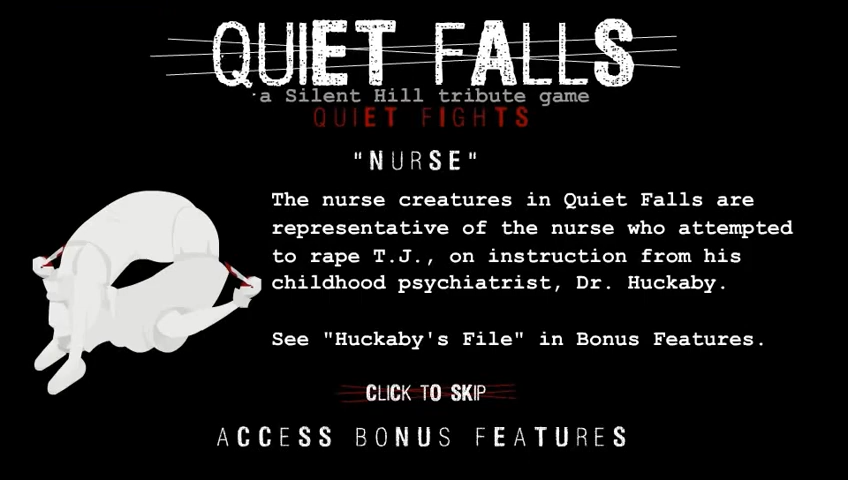 QUIET FALLS
a Silent Hill tribute game
QUIET FIGHTS
"NURSE"
The nurse creatures in Quiet Falls are
representative of the nurse who attempted
to rape T.J., on instruction from his
childhood psychiatrist, Dr. Huckaby.
See "Huckaby's File" in Bonus Features.
CLICK TO SKIP
ACCESS BONUS FEATURES